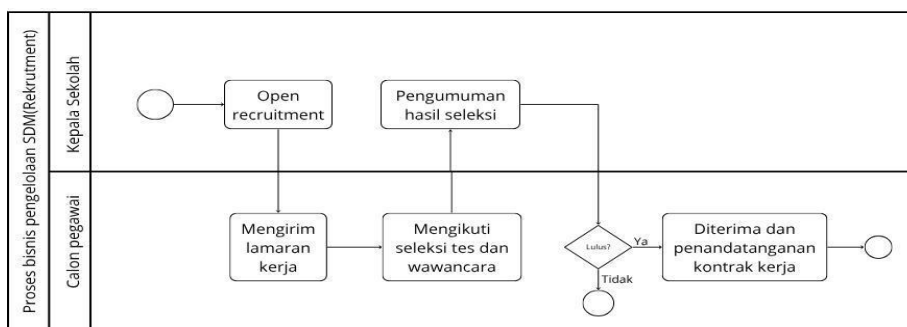 Proses bisnis pengelolaan SDM(Rekrutment)
Kepala Sekolah
Open
recruitment
Pengumuman
hasil seleksi
Calon pegawai
Mengirim
lamaran
kerja
Mengikuti
seleksi tes dan
wawancara
Lulus?
Ya
Tidak
Diterima dan
penandatanganan
kontrak kerja